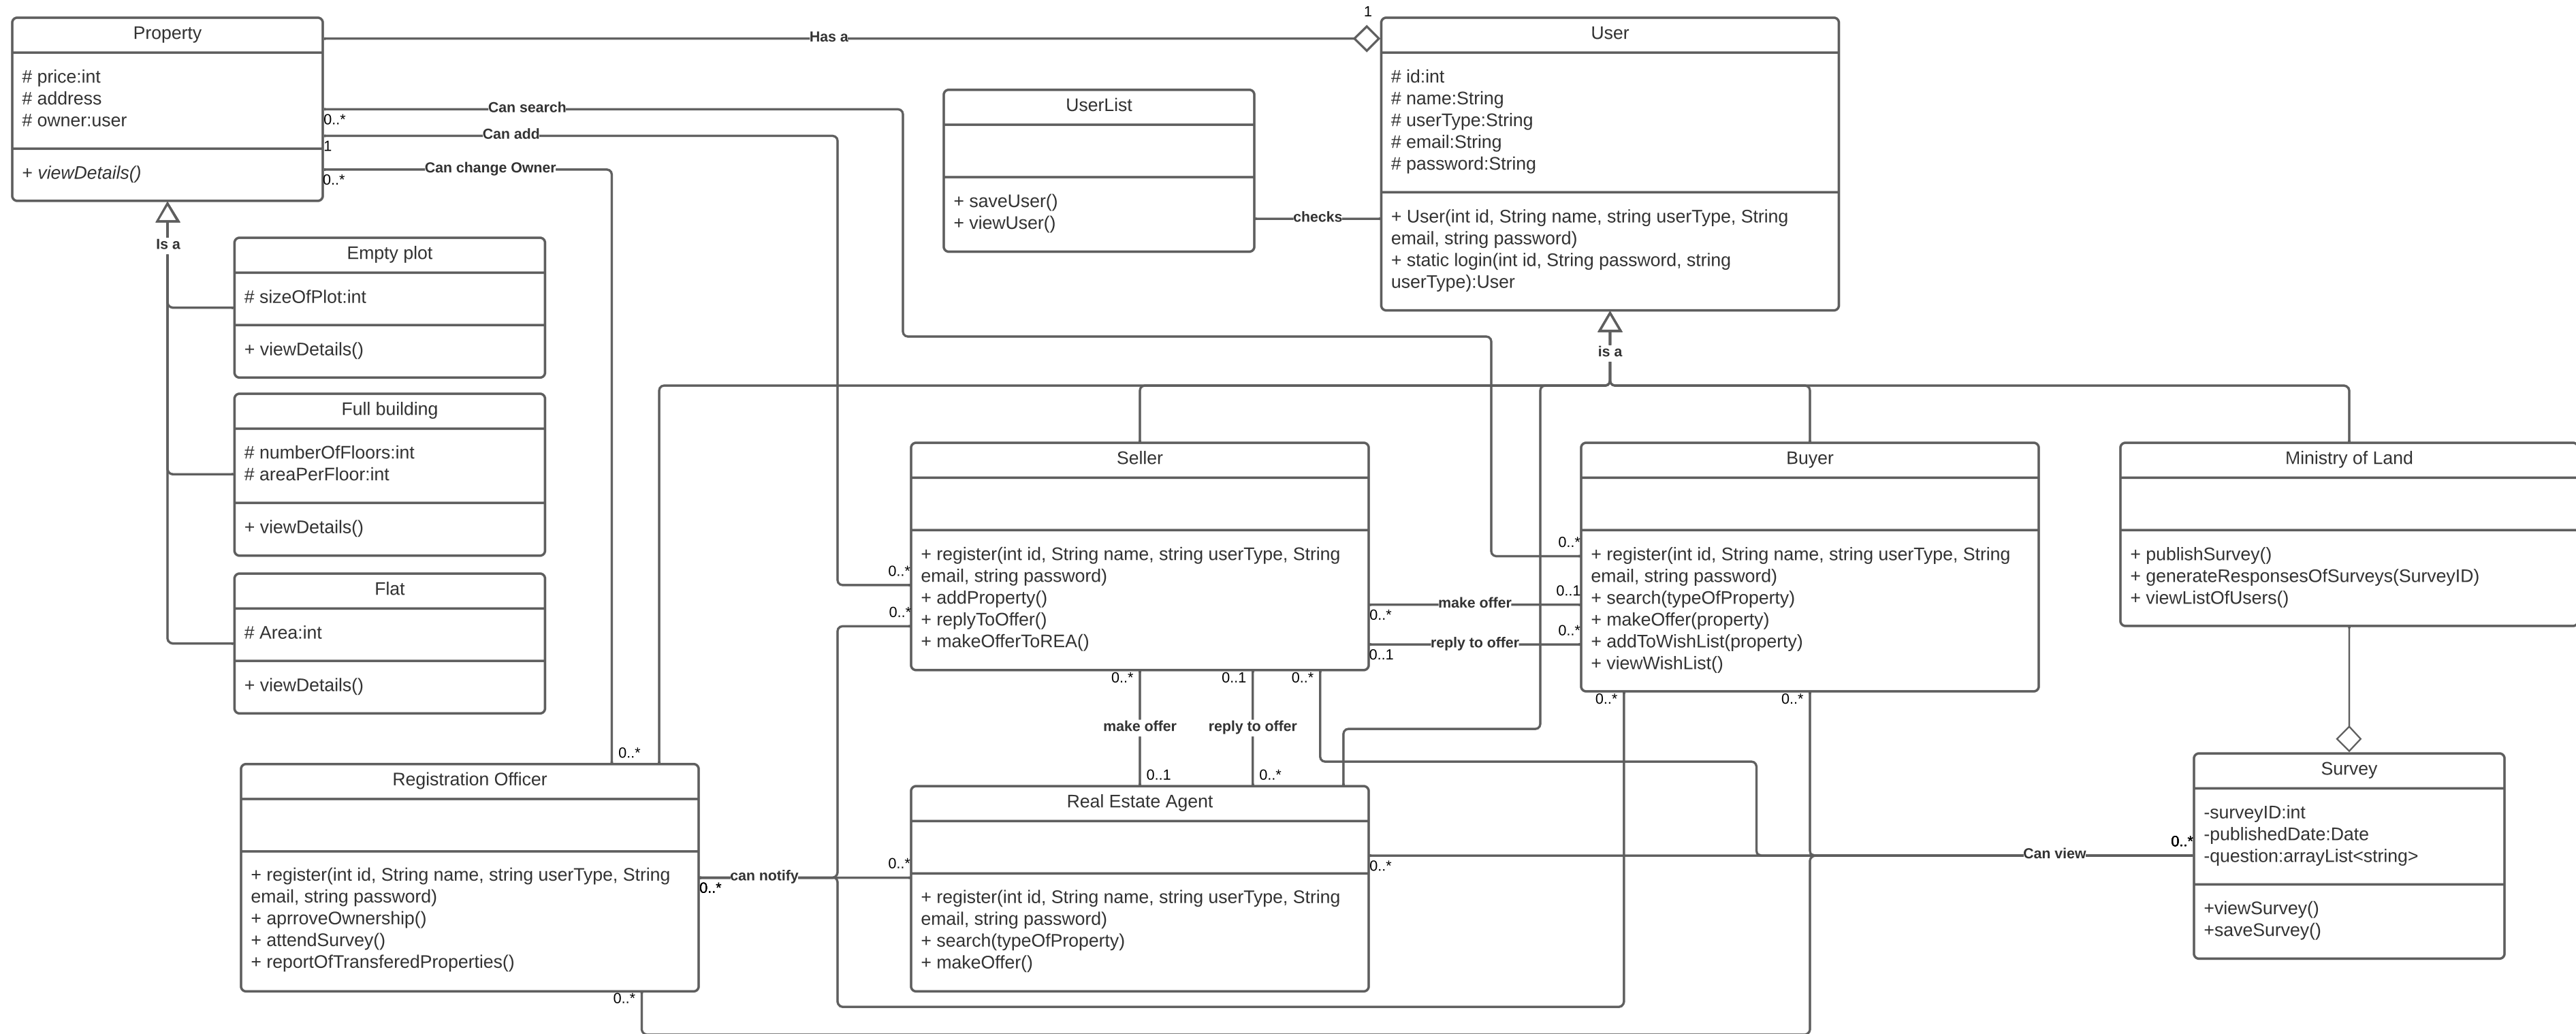 Property
# price:int
# address
# owner:user
+ viewDetails()
Has a
1
User
# id:int
# name:String
# userType:String
# email:String
# password:String
+ User(int id, String name, string userType, String
email, string password)
+ static login(int id, String password, string
userType):User
UserList
+ saveUser()
+ viewUser()
checks
Can search
0..*
Can add
1
Can change Owner
0..*
Is a
Empty plot
# sizeOfPlot:int
+ viewDetails()
Full building
# numberOfFloors:int
# areaPerFloor:int
+ viewDetails()
Flat
# Area:int
+ viewDetails()
is a
Seller
+ register(int id, String name, string userType, String
email, string password)
+ addProperty()
+ replyToOffer()
+ makeOfferToREA()
0..*
0..*
make offer
0..*
0..1
reply to offer
0..1
0..*
0..*
Buyer
+ register(int id, String name, string userType, String
email, string password)
+ search(typeOfProperty)
+ makeOffer(property)
+ addToWishList(property)
+ viewWishList()
0..*
0..*
Ministry of Land
+ publishSurvey()
+ generateResponsesOfSurveys(SurveyID)
+ viewListOfUsers()
0..*
0..1
0..*
make offer
reply to offer
0..1
0..*
0..*
Registration Officer
+ register(int id, String name, string userType, String
email, string password)
+ aprroveOwnership()
+ attendSurvey()
+ reportOfTransferedProperties()
0..*
can notify
0..*
0..*
Real Estate Agent
+ register(int id, String name, string userType, String
email, string password)
+ search(typeOfProperty)
+ makeOffer()
0..*
Can view
0..*
Survey
-surveyID:int
-publishedDate:Date
-question:arrayList<string>
+viewSurvey()
+saveSurvey()